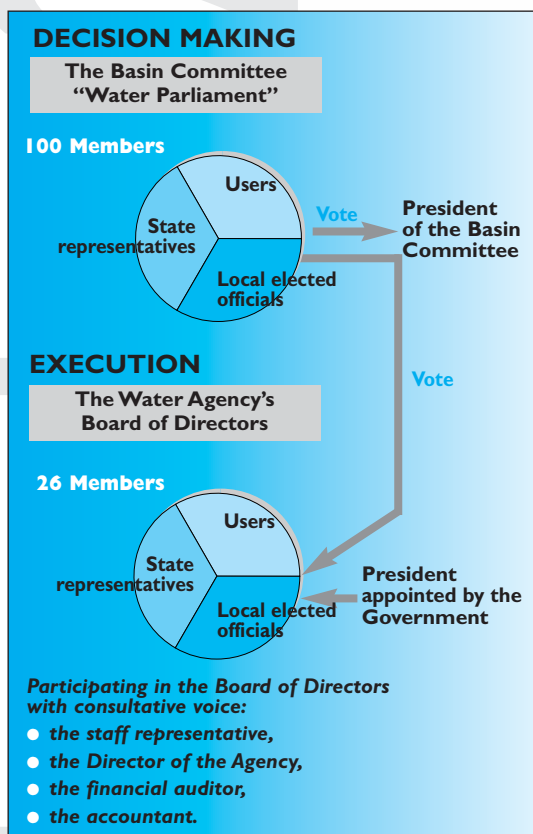 DECISION MAKING
The Basin Committee
“Water Parliament”
100 Members
Users
State
representatives
Local elected
officials
Vote
President
of the Basin
Committee
Vote
EXECUTION
The Water Agency’s
Board of Directors
26 Members
Users
State
representatives
Local elected
officials
President
appointed by the
Government
Participating in the Board of Directors
with consultative voice:
● the staff representative,
● the Director of the Agency,
● the financial auditor,
● the accountant.